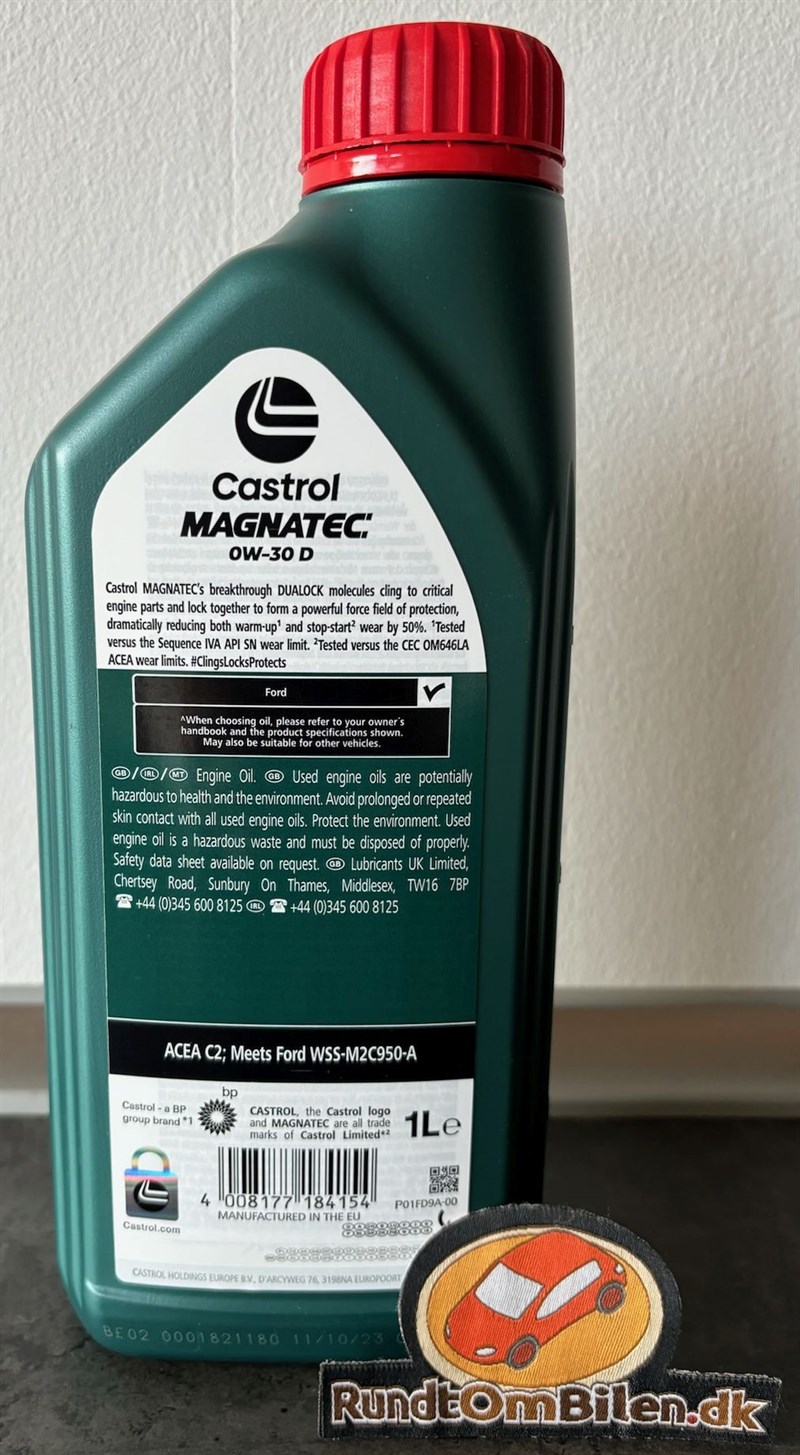 Castrol
MAGNATEC
0W-30 D
Castrol MAGNATEC's breakthrough DUALOCK molecules cling to critical
engine parts and lock together to form a powerful force field of protection,
dramatically reducing both warm-up¹ and stop-start² wear by 50%. ¹Tested
versus the Sequence IVA API SN wear limit. ²Tested versus the CEC OM646LA
ACEA wear limits. #ClingsLocksProtects
Ford
^When choosing oil, please refer to your owner's
handbook and the product specifications shown.
May also be suitable for other vehicles.
GB / IRL / MT Engine Oil. GB Used engine oils are potentially
hazardous to health and the environment. Avoid prolonged or repeated
skin contact with all used engine oils. Protect the environment. Used
engine oil is a hazardous waste and must be disposed of properly.
Safety data sheet available on request. GB Lubricants UK Limited,
Chertsey Road, Sunbury On Thames, Middlesex, TW16 7BP
+44 (0)345 600 8125 IRL +44 (0)345 600 8125
ACEA C2; Meets Ford WSS-M2C950-A
bp
Castrol - a BP
group brand *1
CASTROL, the Castrol logo
and MAGNATEC are all trade
marks of Castrol Limited*²
1L e
4 008177 184154
P01FD9A-00
MANUFACTURED IN THE EU
Castrol.com
CASTROL HOLDINGS EUROPE B.V., D'ARCYWEG 76, 3198NA EUROPOORT
BE02 0001821180 11/10/23
RundtOmBilen.dk